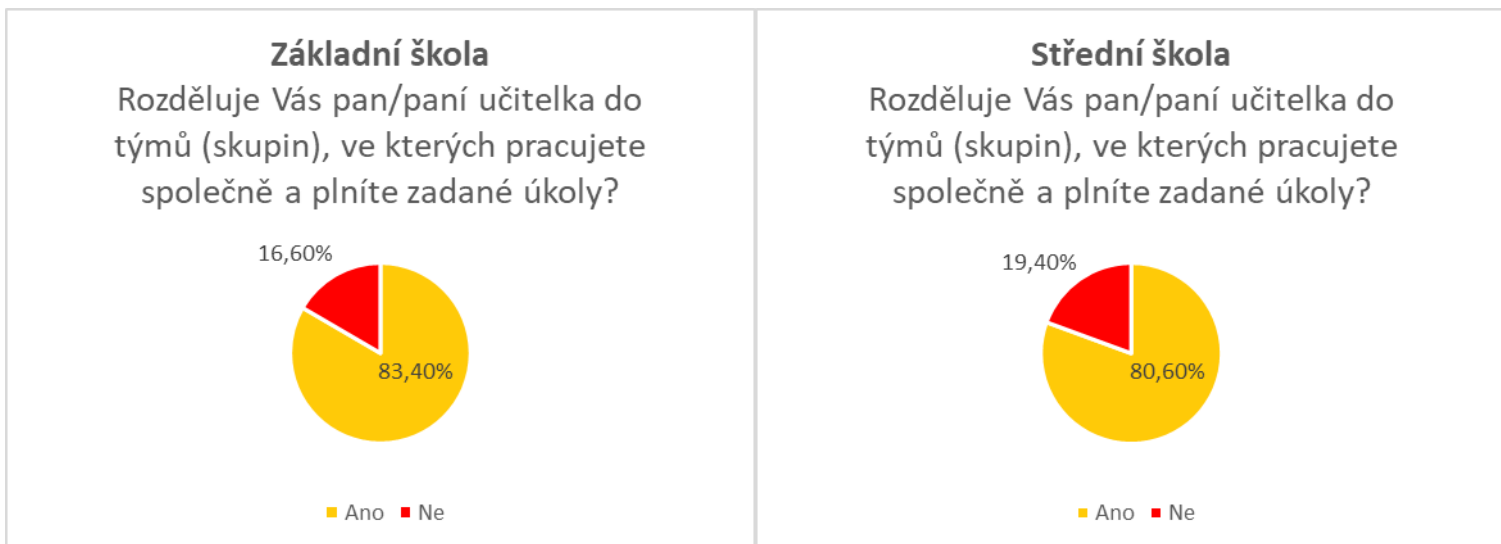 Základní škola
Rozděluje Vás pan/paní učitelka do
týmů (skupin), ve kterých pracujete
společně a plníte zadané úkoly?
16,60%
83,40%
Ano Ne
Střední škola
Rozděluje Vás pan/paní učitelka do
týmů (skupin), ve kterých pracujete
společně a plníte zadané úkoly?
19,40%
80,60%
Ano Ne